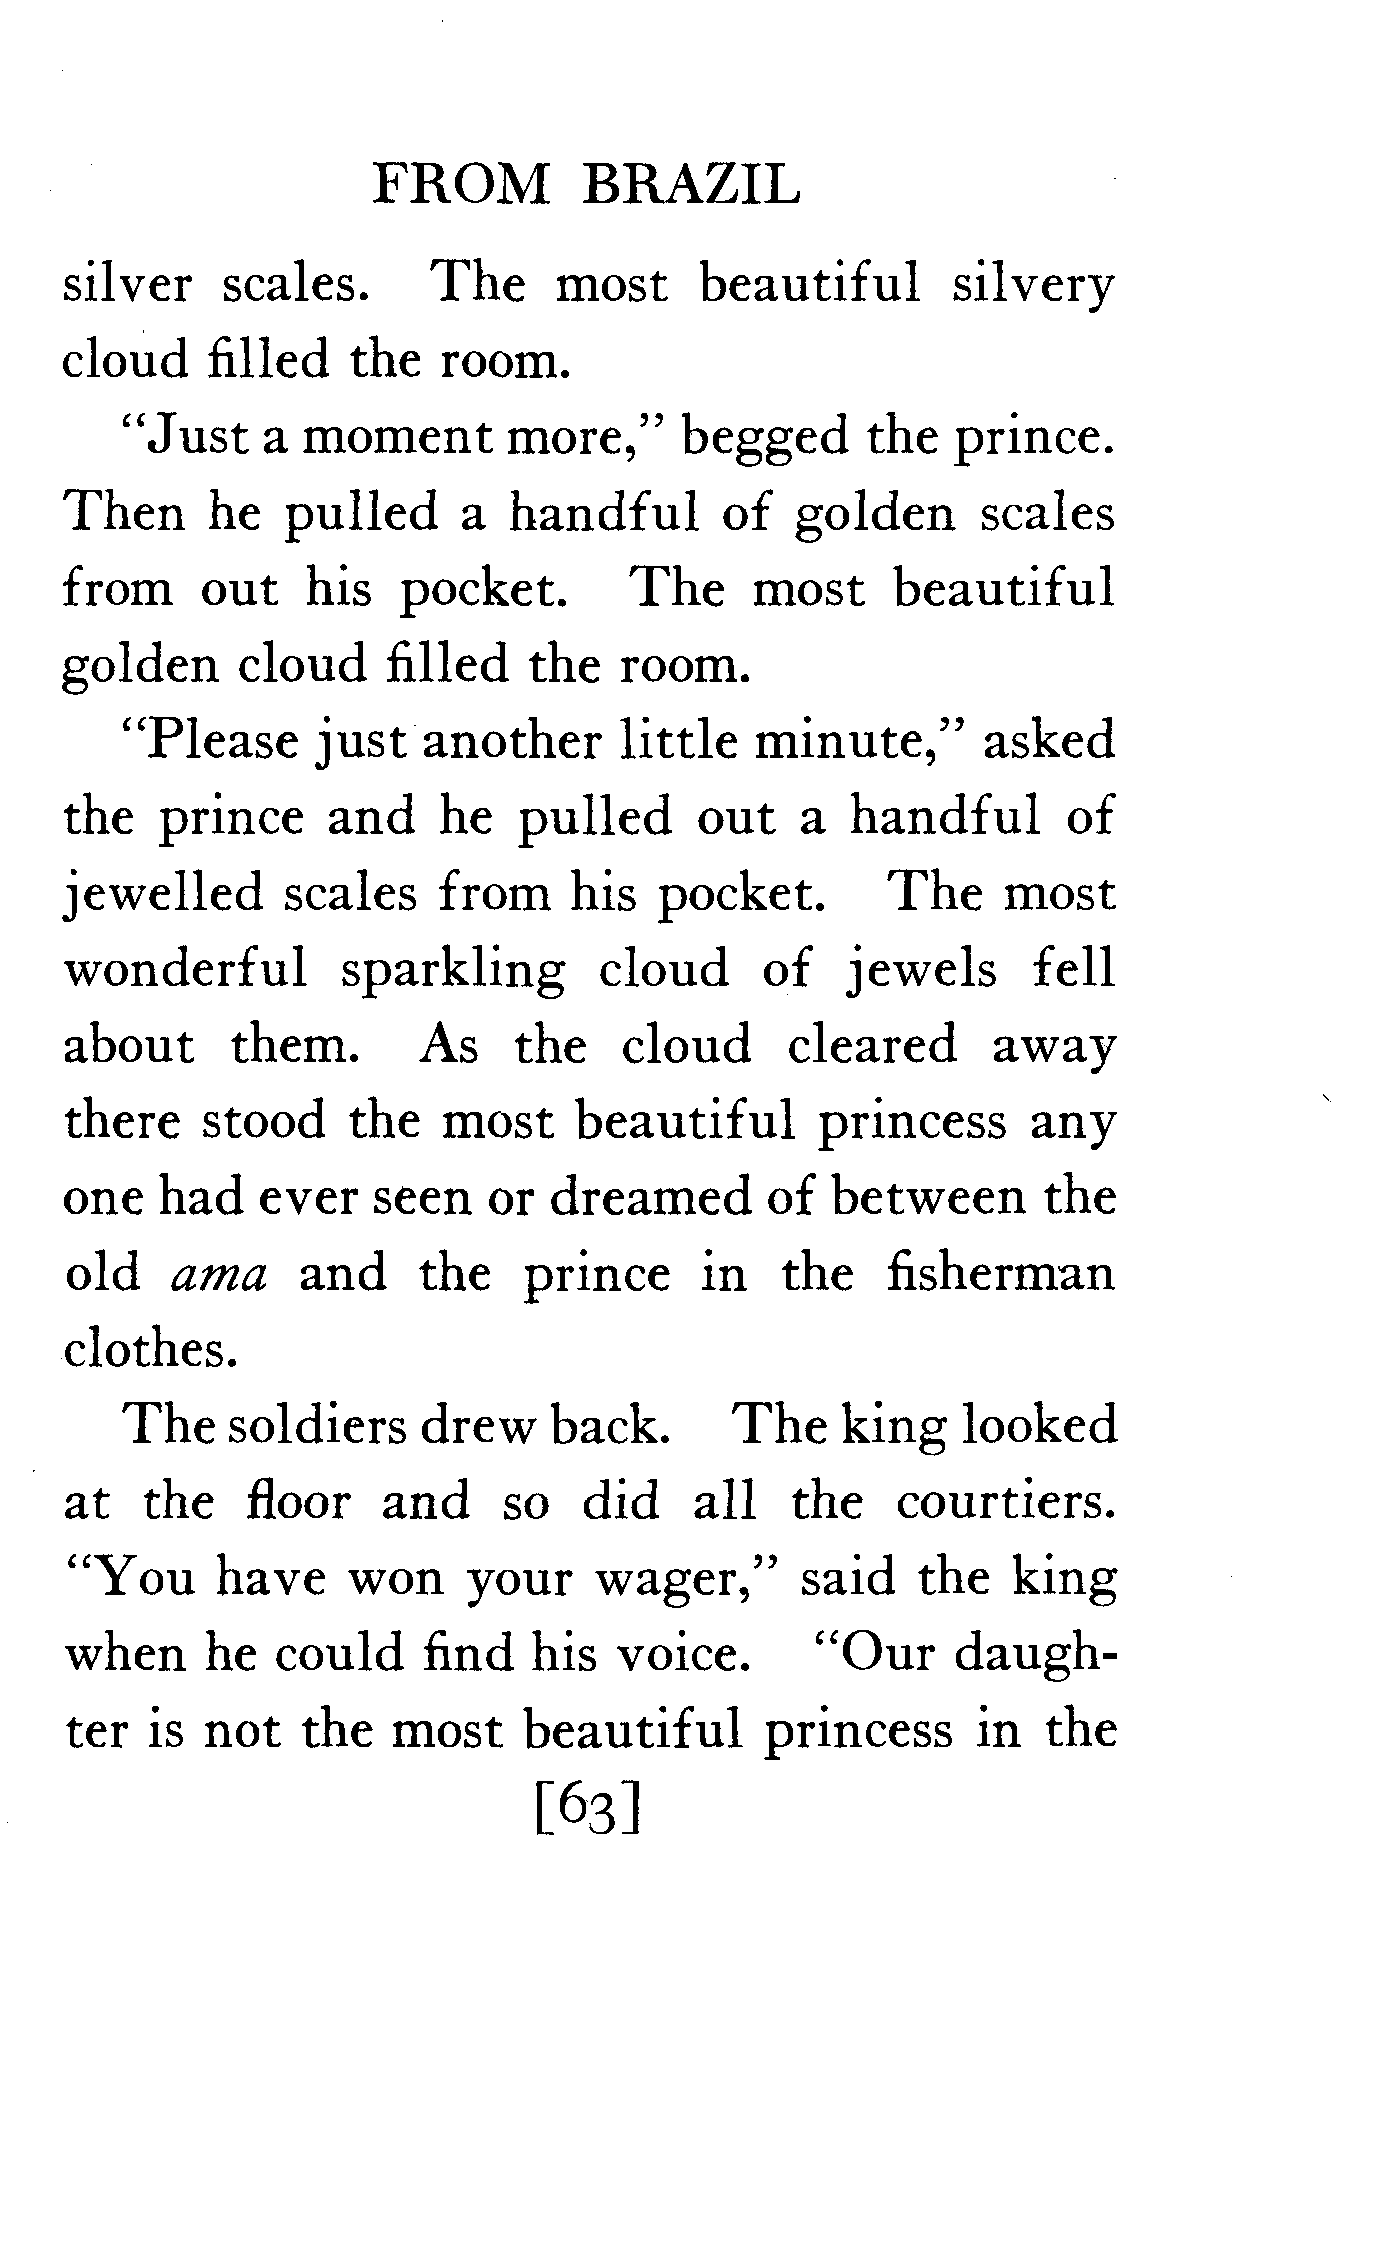 FROM BRAZIL
silver scales. The most beautiful silvery
cloud filled the room.
“Just a moment more,” begged the prince.
Then he pulled a handful of golden scales
from out his pocket. The most beautiful
golden cloud filled the room.
“Please just another little minute,” asked
the prince and he pulled out a handful of
jewelled scales from his pocket. The most
wonderful sparkling cloud of jewels fell
about them. As the cloud cleared away
there stood the most beautiful princess any
one had ever seen or dreamed of between the
old ama and the prince in the fisherman
clothes.
The soldiers drew back. The king looked
at the floor and so did all the courtiers.
“You have won your wager,” said the king
when he could find his voice. “Our daugh-
ter is not the most beautiful princess in the
[63]